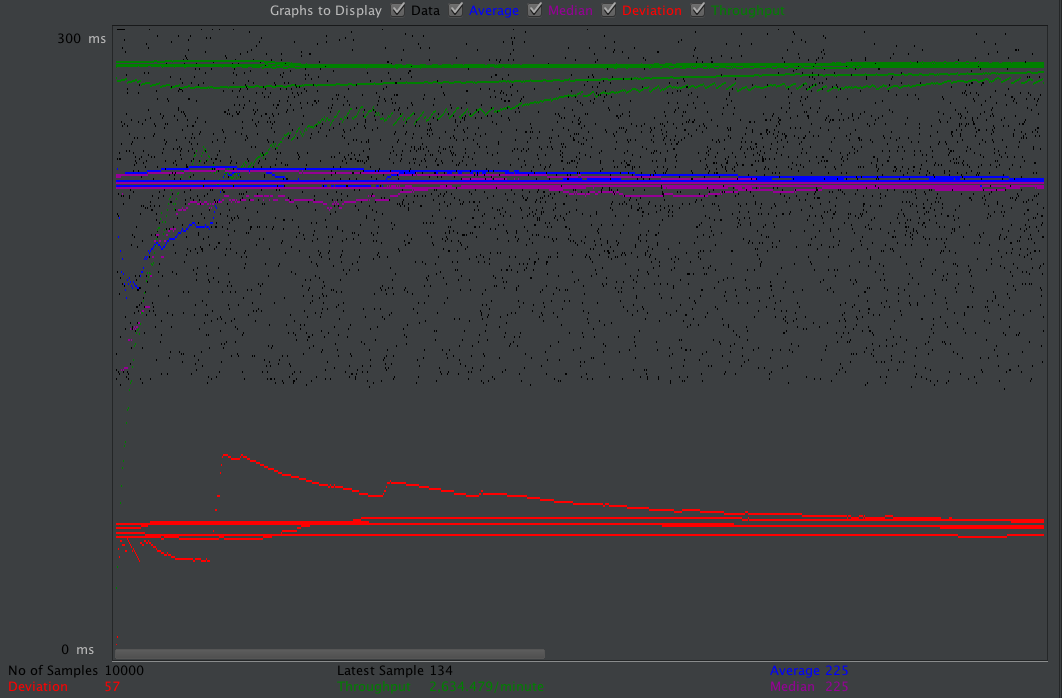 Graphs to Display Data Average Median Deviation Throughput
300 ms
0 ms
No of Samples 10000 Latest Sample 134 Average 225
Deviation 57 Throughput 2,634.479/minute Median 225